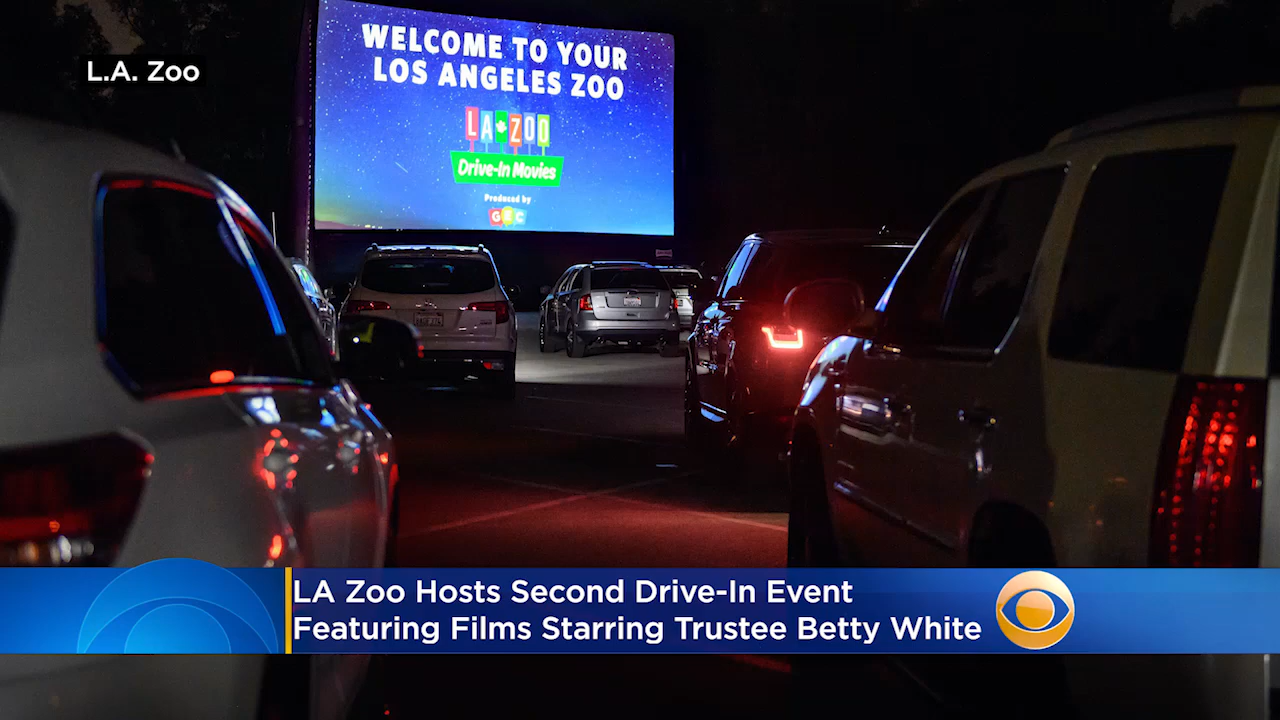 L.A. Zoo
WELCOME TO YOUR
LOS ANGELES ZOO
LA ZOO
Drive-In Movies
Produced by
GEC
LA Zoo Hosts Second Drive-In Event
Featuring Films Starring Trustee Betty White